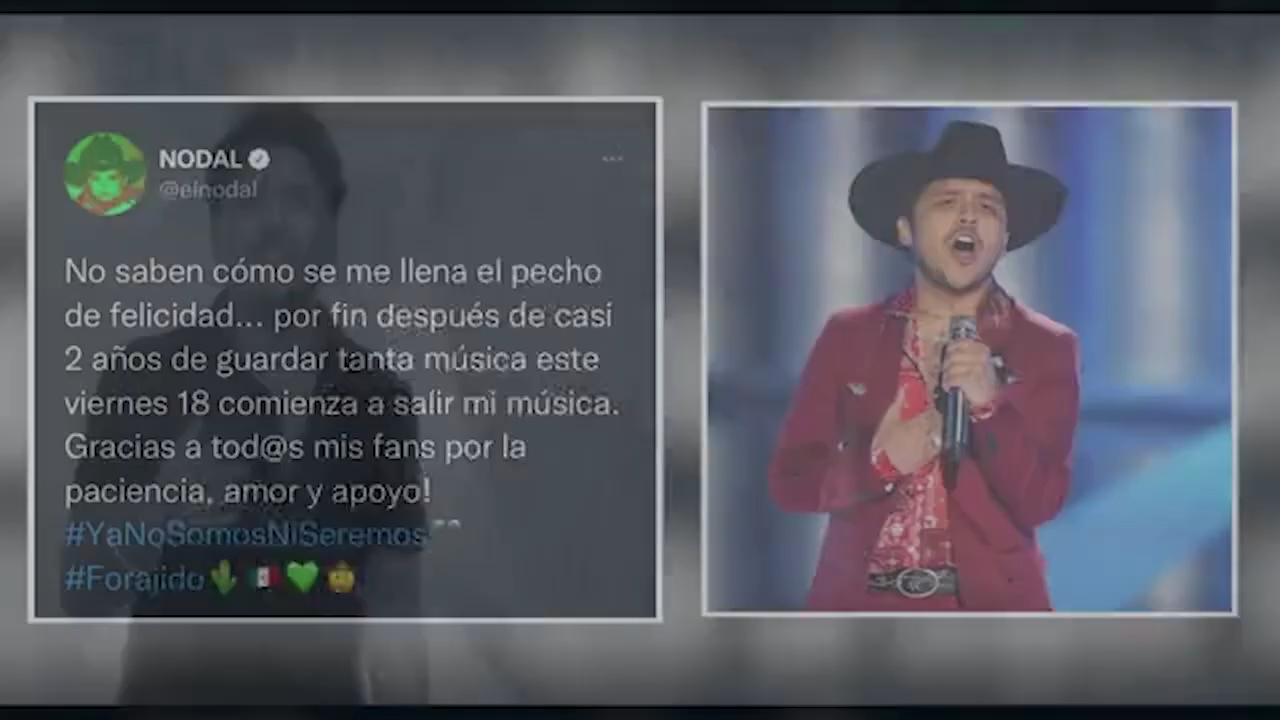 NODAL
@elnodal
No saben cómo se me llena el pecho
de felicidad... por fin después de casi
2 años de guardar tanta música este
viernes 18 comienza a salir mi música.
Gracias a tod@s mis fans por la
paciencia, amor y apoyo!
#YaNoSomosNiSeremos
#Forajido🌵🇲🇽💚🤠